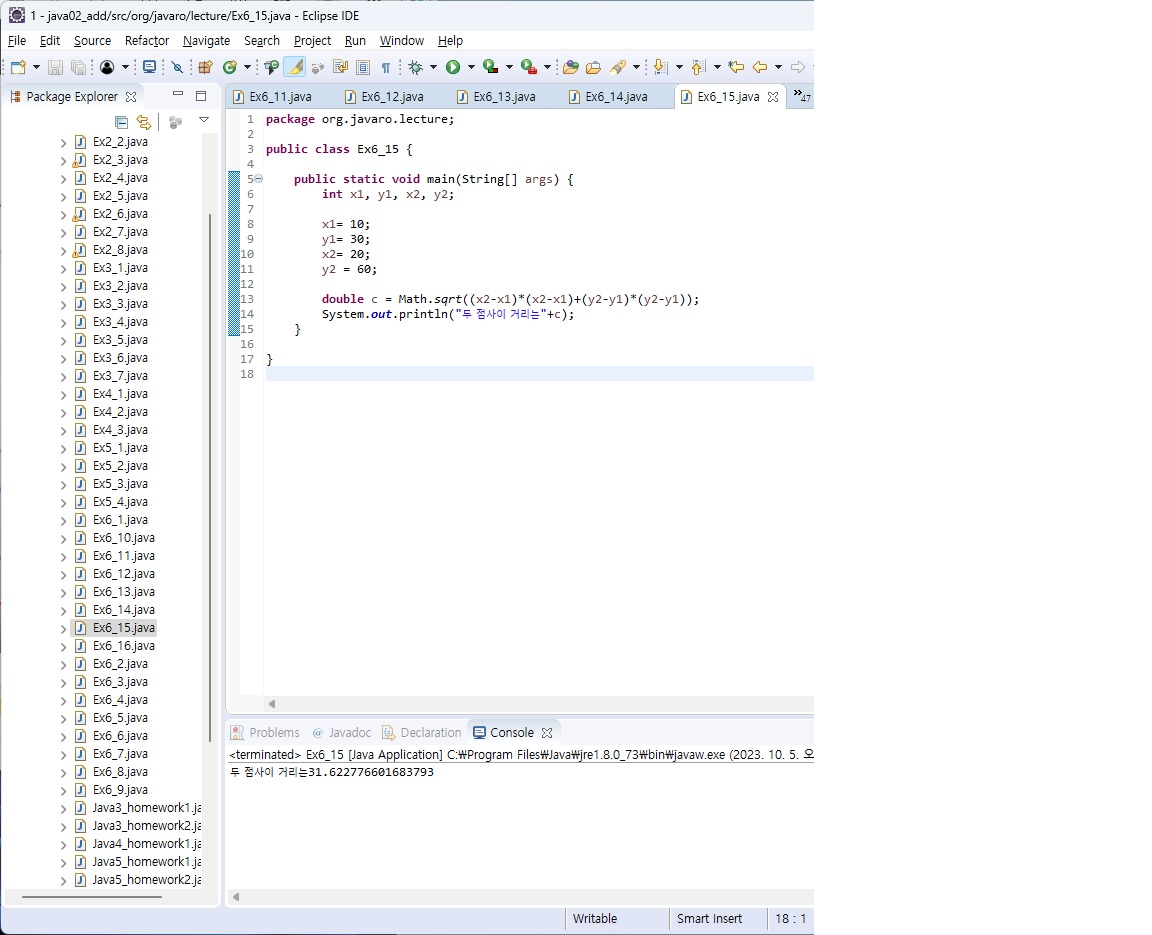 1 - java02_add/src/org/javaro/lecture/Ex6_15.java - Eclipse IDE
File Edit Source Refactor Navigate Search Project Run Window Help
Package Explorer
Ex2_2.java
Ex2_3.java
Ex2_4.java
Ex2_5.java
Ex2_6.java
Ex2_7.java
Ex2_8.java
Ex3_1.java
Ex3_2.java
Ex3_3.java
Ex3_4.java
Ex3_5.java
Ex3_6.java
Ex3_7.java
Ex4_1.java
Ex4_2.java
Ex4_3.java
Ex5_1.java
Ex5_2.java
Ex5_3.java
Ex5_4.java
Ex6_1.java
Ex6_10.java
Ex6_11.java
Ex6_12.java
Ex6_13.java
Ex6_14.java
Ex6_15.java
Ex6_16.java
Ex6_2.java
Ex6_3.java
Ex6_4.java
Ex6_5.java
Ex6_6.java
Ex6_7.java
Ex6_8.java
Ex6_9.java
Java3_homework1.ja
Java3_homework2.ja
Java4_homework1.ja
Java5_homework1.ja
Java5_homework2.ja
Ex6_11.java Ex6_12.java Ex6_13.java Ex6_14.java Ex6_15.java »47
1 package org.javaro.lecture;
2
3 public class Ex6_15 {
4
5 public static void main(String[] args) {
6 int x1, y1, x2, y2;
7
8 x1= 10;
9 y1= 30;
10 x2= 20;
11 y2 = 60;
12
13 double c = Math.sqrt((x2-x1)*(x2-x1)+(y2-y1)*(y2-y1));
14 System.out.println("두 점사이 거리는"+c);
15 }
16
17 }
18
Problems @ Javadoc Declaration Console
<terminated> Ex6_15 [Java Application] C:₩Program Files₩Java₩jre1.8.0_73₩bin₩javaw.exe (2023. 10. 5. 오
두 점사이 거리는31.622776601683793
Writable Smart Insert 18 : 1